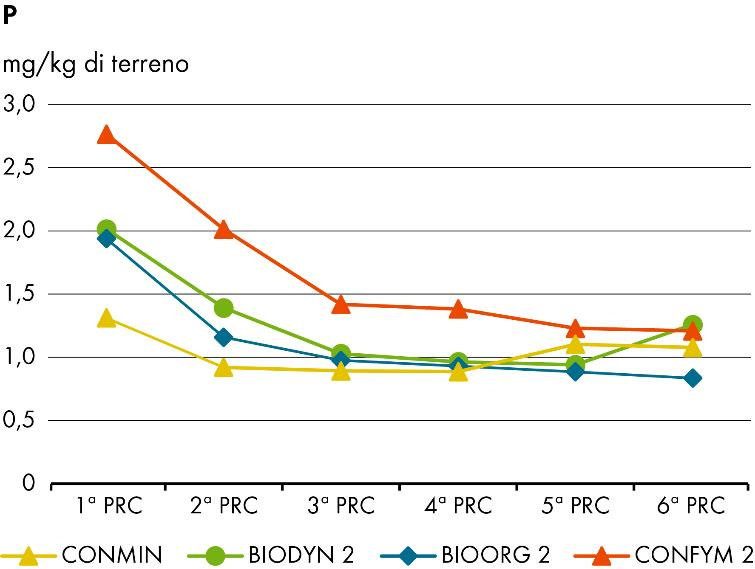 P
mg/kg di terreno
3,0
2,5
2,0
1,5
1,0
0,5
0
1ª PRC 2ª PRC 3ª PRC 4ª PRC 5ª PRC 6ª PRC
CONMIN BIODYN 2 BIOORG 2 CONFYM 2